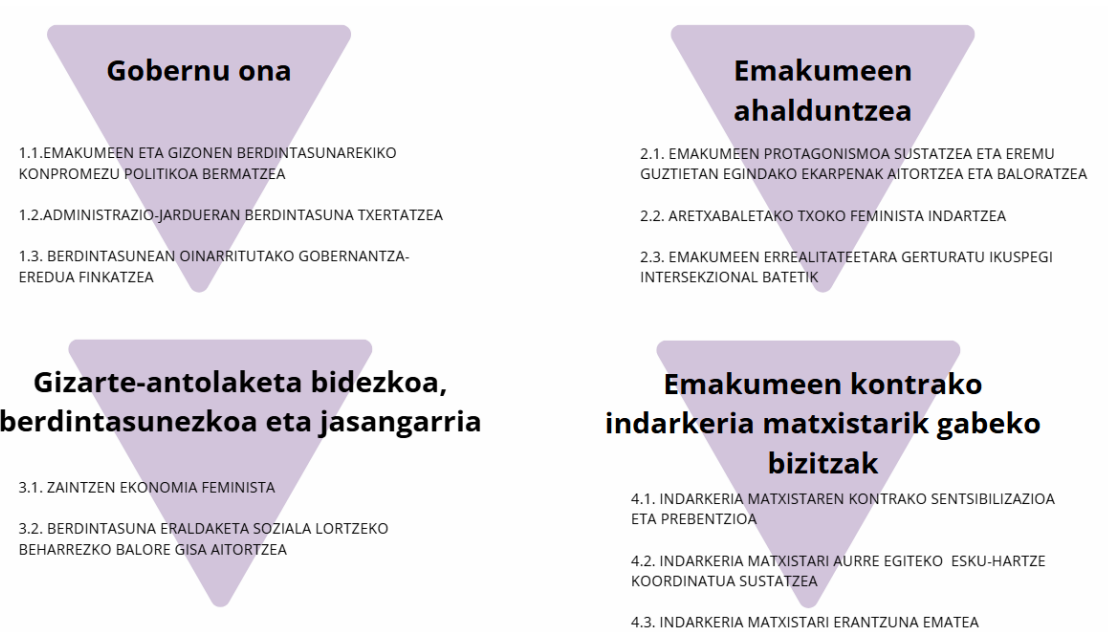 Gobernu ona
1.1.EMAKUMEEN ETA GIZONEN BERDINTASUNAREKIKO
KONPROMEZU POLITIKOA BERMATZEA
1.2.ADMINISTRAZIO-JARDUERAN BERDINTASUNA TXERTATZEA
1.3. BERDINTASUNEAN OINARRITUTAKO GOBERNANTZA-
EREDUA FINKATZEA
Emakumeen
ahalduntzea
2.1. EMAKUMEEN PROTAGONISMOA SUSTATZEA ETA EREMU
GUZTIETAN EGINDAKO EKARPENAK AITORTZEA ETA BALORATZEA
2.2. ARETXABALETAKO TXOKO FEMINISTA INDARTZEA
2.3. EMAKUMEEN ERREALITATEETARA GERTURATU IKUSPEGI
INTERSEKZIONAL BATETIK
Gizarte-antolaketa bidezkoa,
berdintasunezkoa eta jasangarria
3.1. ZAINTZEN EKONOMIA FEMINISTA
3.2. BERDINTASUNA ERALDAKETA SOZIALA LORTZEKO
BEHARREZKO BALORE GISA AITORTZEA
Emakumeen kontrako
indarkeria matxistarik gabeko
bizitzak
4.1. INDARKERIA MATXISTAREN KONTRAKO SENTSIBILIZAZIOA
ETA PREBENTZIOA
4.2. INDARKERIA MATXISTARI AURRE EGITEKO  ESKU-HARTZE
KOORDINATUA SUSTATZEA
4.3. INDARKERIA MATXISTARI ERANTZUNA EMATEA